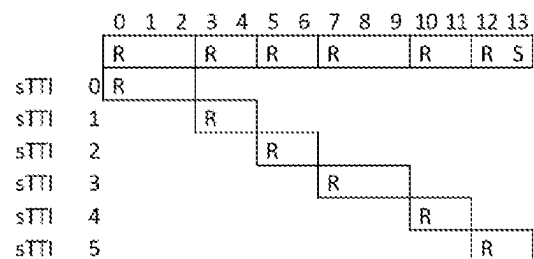 0 1 2 3 4 5 6 7 8 9 10 11 12 13
R R R R R R S
sTTI 0 R
sTTI 1 R
sTTI 2 R
sTTI 3 R
sTTI 4 R
sTTI 5 R